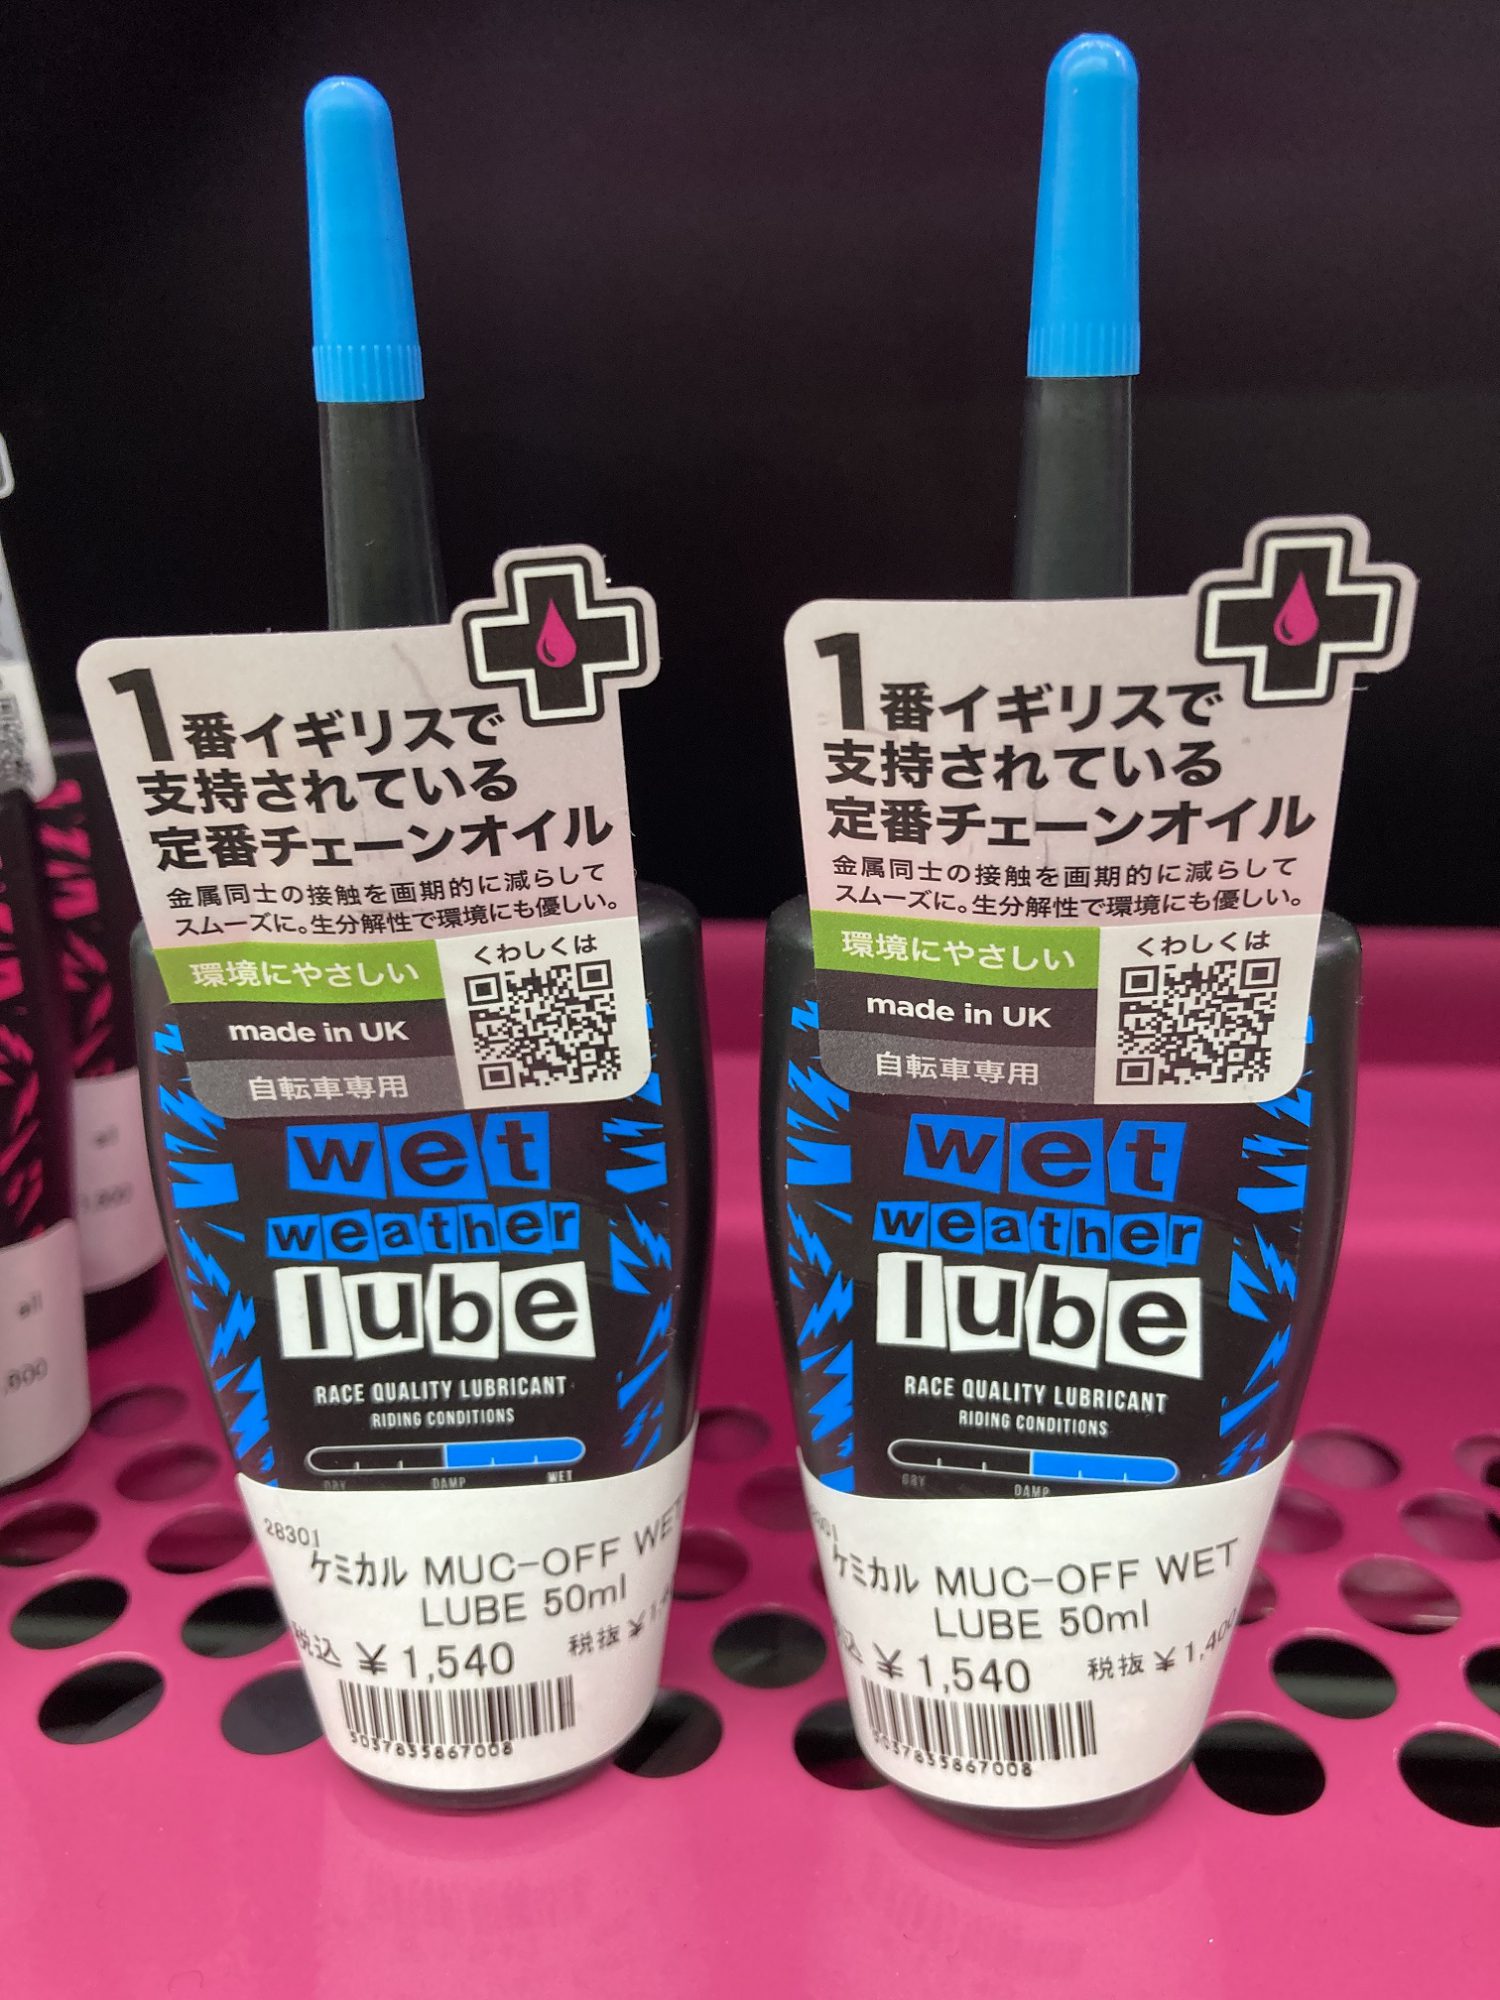 1番イギリスで
支持されている
定番チェーンオイル
金属同士の接触を画期的に減らして
スムーズに。生分解性で環境にも優しい。
環境にやさしい
made in UK
自転車専用
くわしくは
wet
weather
lube
RACE QUALITY LUBRICANT
RIDING CONDITIONS
DRY DAMP WET
28301
ケミカル MUC-OFF WET
LUBE 50ml
税込 ¥1,540 税抜 ¥1,4
5037835867008
1番イギリスで
支持されている
定番チェーンオイル
金属同士の接触を画期的に減らして
スムーズに。生分解性で環境にも優しい。
環境にやさしい
made in UK
自転車専用
くわしくは
wet
weather
lube
RACE QUALITY LUBRICANT
RIDING CONDITIONS
DRY DAMP
ケミカル MUC-OFF WET
LUBE 50ml
込 ¥1,540 税抜 ¥1,400
5037835867008